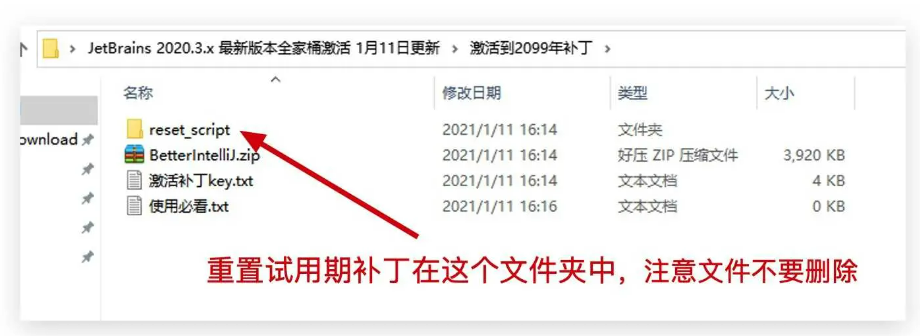 JetBrains 2020.3.x 最新版本全家桶激活 1月11日更新 > 激活到2099年补丁 >
名称 修改日期 类型 大小
ownload
reset_script 2021/1/11 16:14 文件夹
BetterIntelliJ.zip 2021/1/11 16:14 好压 ZIP 压缩文件 3,920 KB
激活补丁key.txt 2021/1/11 16:14 文本文档 4 KB
使用必看.txt 2021/1/11 16:16 文本文档 0 KB
重置试用期补丁在这个文件夹中，注意文件不要删除